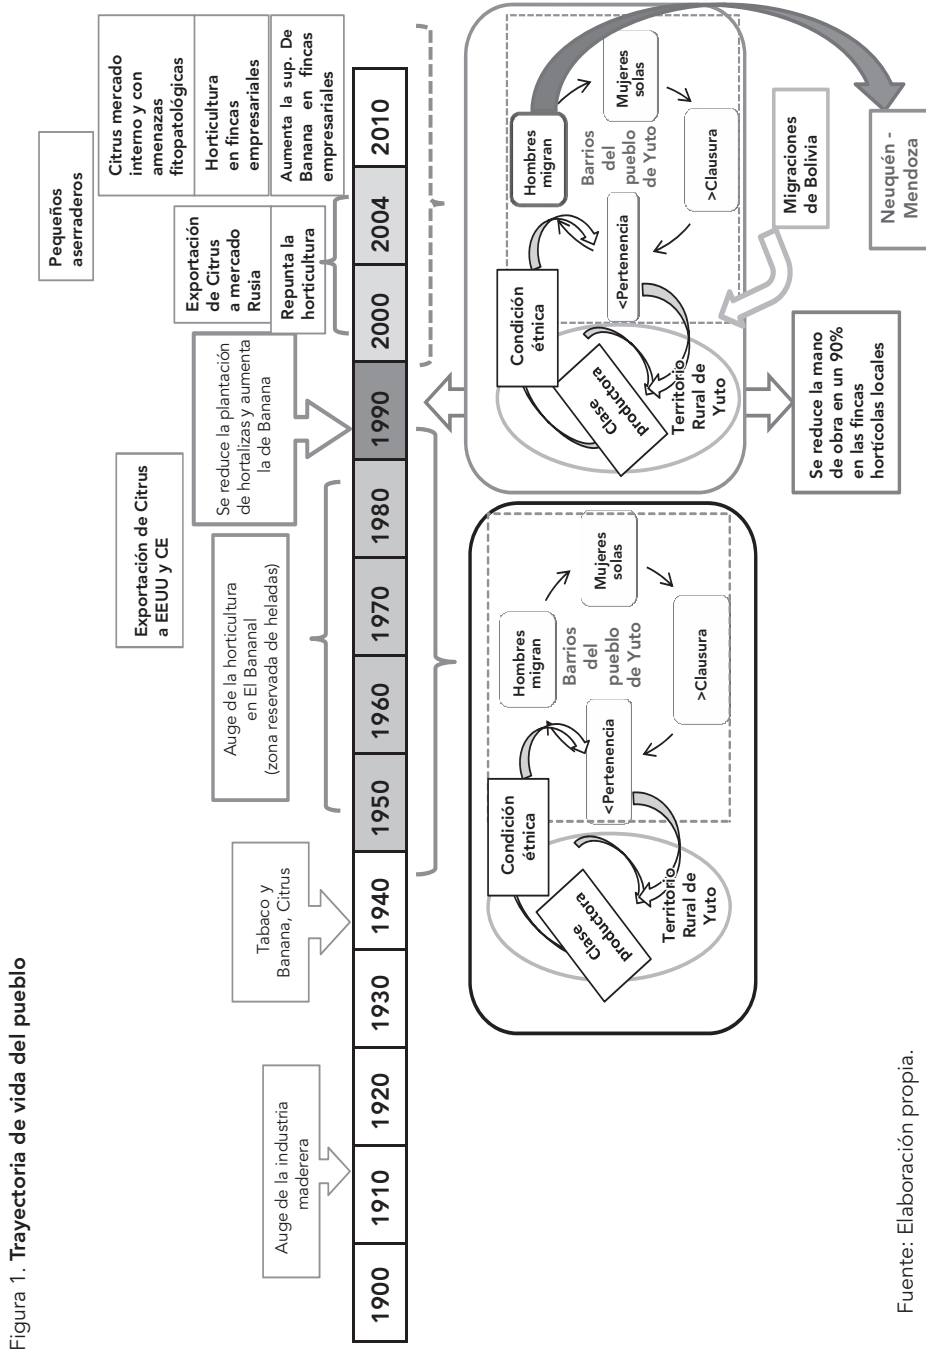 Figura 1. Trayectoria de vida del pueblo
Pequeños
aserraderos
Exportación de Citrus
a EEUU y CE
Citrus mercado
interno y con
amenazas
fitopatológicas
Horticultura
en fincas
empresariales
Aumenta la sup. De
Banana en fincas
empresariales
Exportación
de Citrus
a mercado
Rusia
Repunta la
horticultura
Se reduce la plantación
de hortalizas y aumenta
la de Banana
Auge de la horticultura
en El Bananal
(zona reservada de heladas)
Tabaco y
Banana, Citrus
Auge de la industria
maderera
1900
1910
1920
1930
1940
1950
1960
1970
1980
1990
2000
2004
2010
Condición
étnica
Clase
productora
Territorio
Rural de
Yuto
<Pertenencia
Hombres
migran
Barrios
del
pueblo
de Yuto
Mujeres
solas
>Clausura
Condición
étnica
Clase
productora
Territorio
Rural de
Yuto
<Pertenencia
Hombres
migran
Barrios
del
pueblo
de Yuto
Mujeres
solas
>Clausura
Migraciones
de Bolivia
Se reduce la mano
de obra en un 90%
en las fincas
hortícolas locales
Neuquén -
Mendoza
Fuente: Elaboración propia.